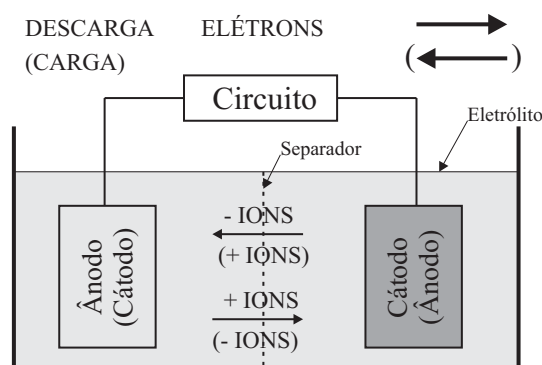 DESCARGA ELÉTRONS
(CARGA) ( )
Circuito
Eletrólito
Separador
- IONS
(+ IONS)
+ IONS
(- IONS)
Ânodo
(Cátodo)
Cátodo
(Ânodo)